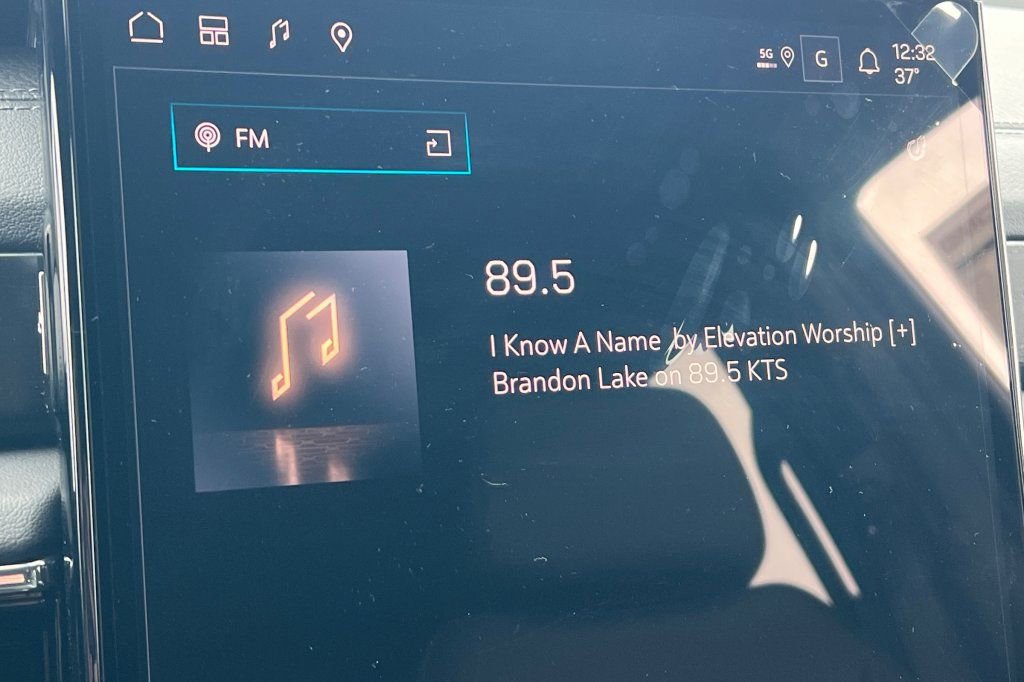 5G
G
12:32
37°
FM
89.5
I Know A Name by Elevation Worship [+]
Brandon Lake on 89.5 KTS